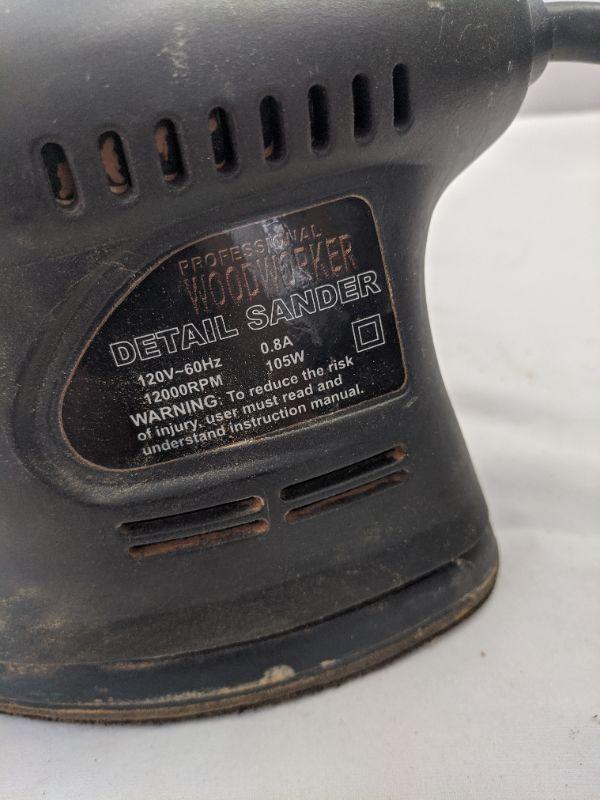 PROFESSIONAL
WOODWORKER
DETAIL SANDER
120V~60Hz 0.8A
12000RPM 105W
WARNING: To reduce the risk
of injury, user must read and
understand instruction manual.